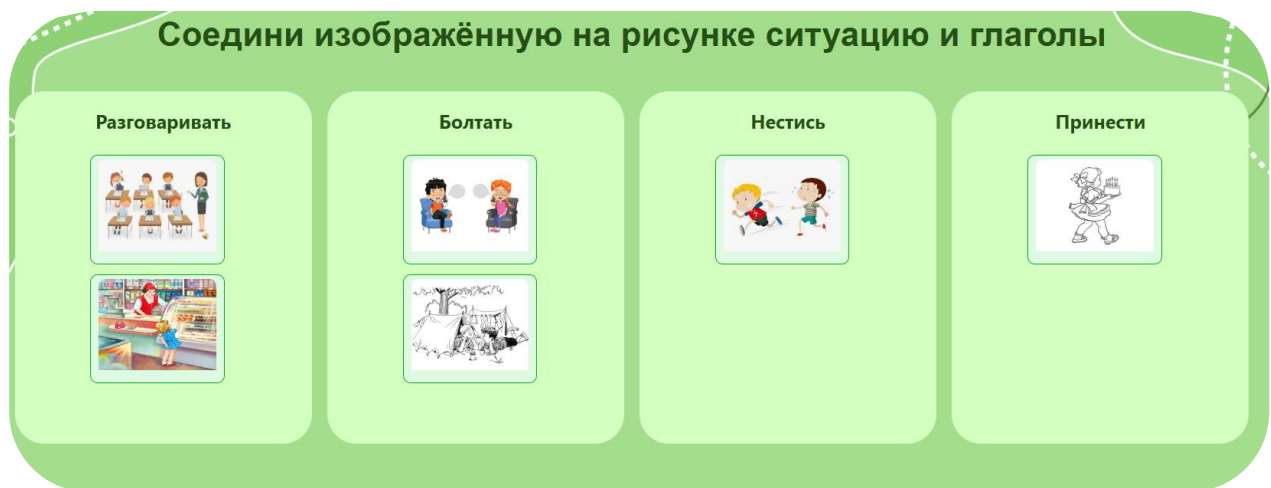 Соедини изображённую на рисунке ситуацию и глаголы
Разговаривать
Болтать
Нестись
Принести